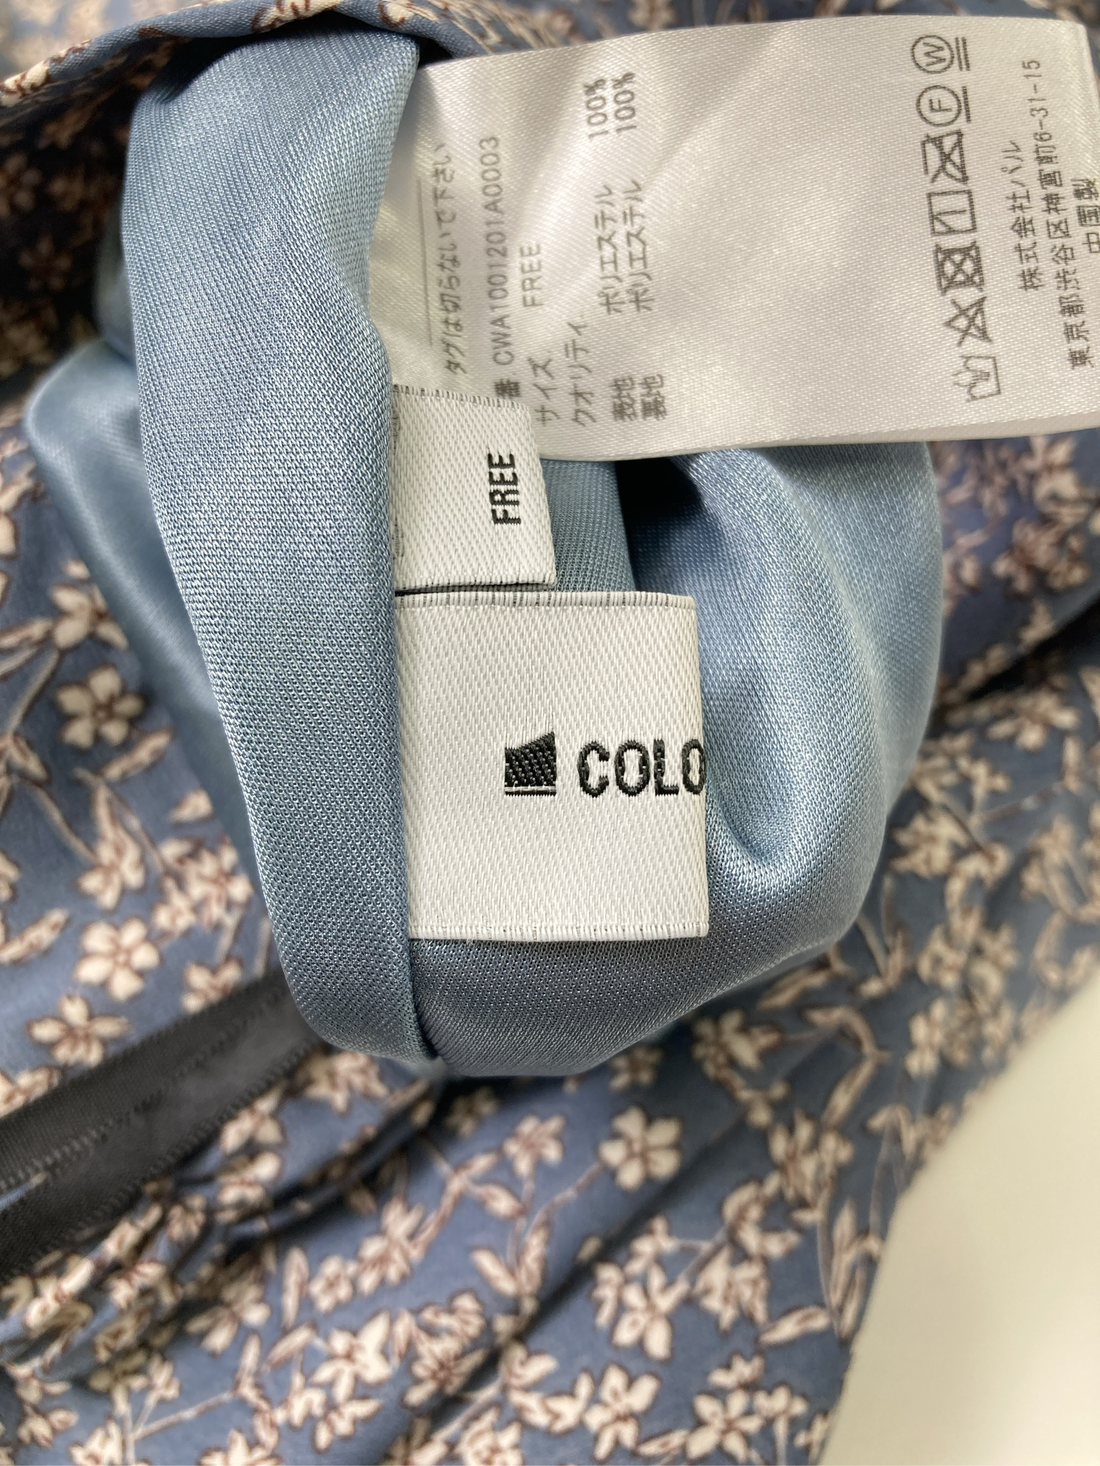 タグは切らないで下さい
番 CWA1001201A0003
サイズ FREE
クオリティ
表地 ポリエステル 100%
裏地 ポリエステル 100%
F W
株式会社パル
東京都渋谷区神宮前6-31-15
中国製
FREE
COLO